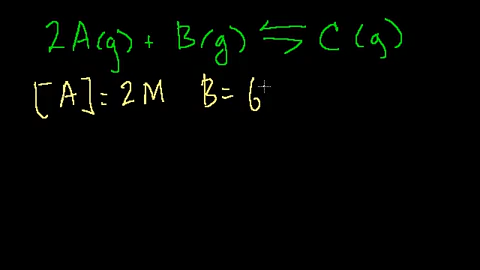 2A(g) + B(g) ⇌ C(g)
[A] = 2M B = 6